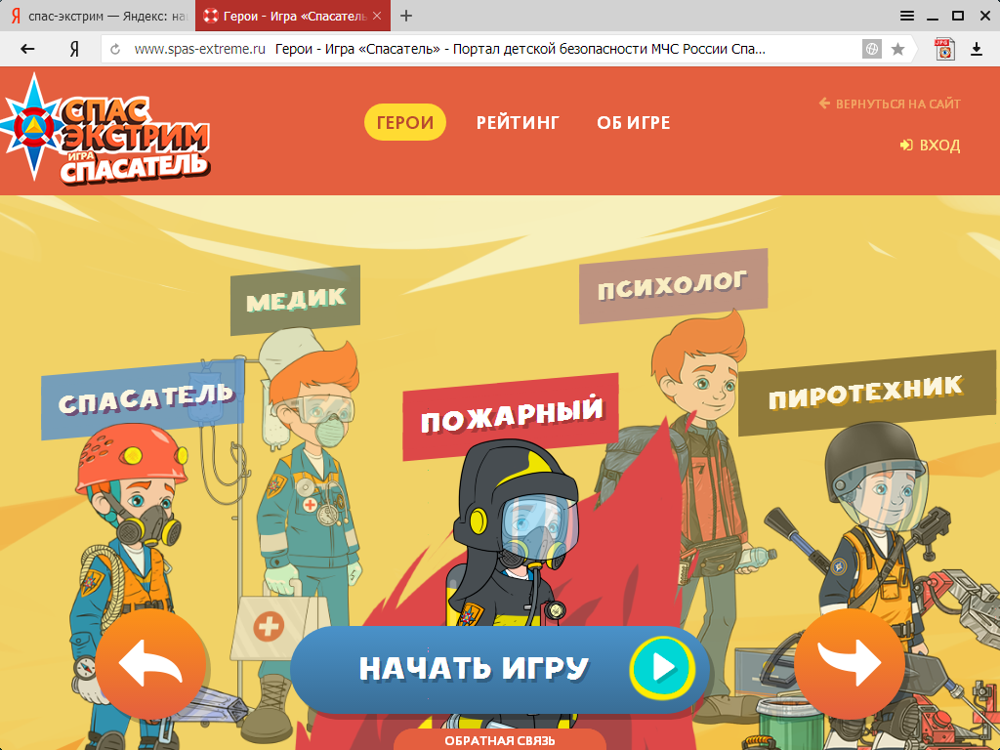 спас-экстрим — Яндекс: на
Герои - Игра «Спасатель
Я
www.spas-extreme.ru Герои - Игра «Спасатель» - Портал детской безопасности МЧС России Спа...
СПАС
ЭКСТРИМ
ИГРА
СПАСАТЕЛЬ
ГЕРОИ
РЕЙТИНГ
ОБ ИГРЕ
ВЕРНУТЬСЯ НА САЙТ
ВХОД
МЕДИК
ПСИХОЛОГ
СПАСАТЕЛЬ
ПОЖАРНЫЙ
ПИРОТЕХНИК
НАЧАТЬ ИГРУ
ОБРАТНАЯ СВЯЗЬ